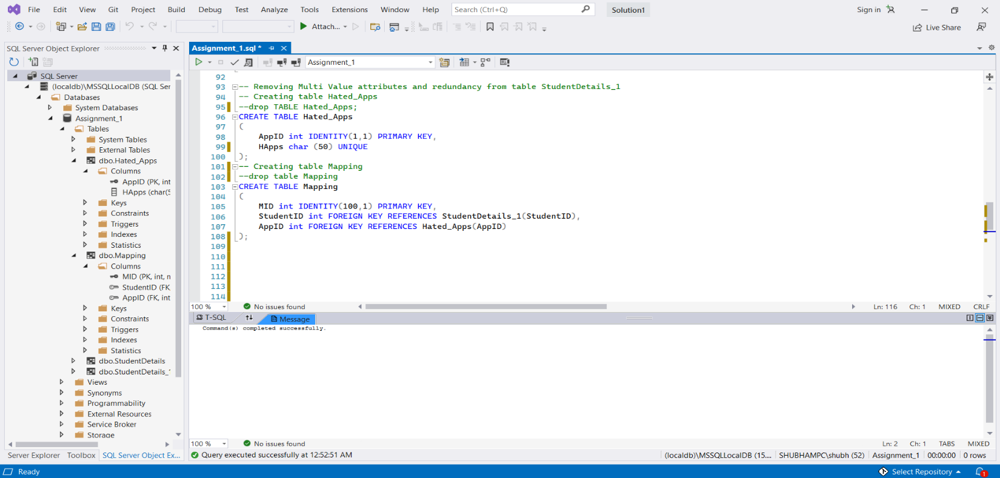 File Edit View Git Project Build Debug Test Analyze Tools Extensions Window Help Search (Ctrl+Q) Solution1 Sign in
Attach... Live Share
SQL Server Object Explorer
Assignment_1.sql *
Assignment_1
SQL Server
(localdb)\MSSQLLocalDB (SQL Ser
Databases
System Databases
Assignment_1
Tables
System Tables
External Tables
dbo.Hated_Apps
Columns
AppID (PK, int
HApps (char(5
Keys
Constraints
Triggers
Indexes
Statistics
dbo.Mapping
Columns
MID (PK, int, n
StudentID (FK
AppID (FK, int
Keys
Constraints
Triggers
Indexes
Statistics
dbo.StudentDetails
dbo.StudentDetails_1
Views
Synonyms
Programmability
External Resources
Service Broker
Storage
Server Explorer Toolbox SQL Server Object Ex...
92
93 -- Removing Multi Value attributes and redundancy from table StudentDetails_1
94 -- Creating table Hated_Apps
95 --drop TABLE Hated_Apps;
96 CREATE TABLE Hated_Apps
97 (
98 AppID int IDENTITY(1,1) PRIMARY KEY,
99 HApps char (50) UNIQUE
100 );
101 -- Creating table Mapping
102 --drop table Mapping
103 CREATE TABLE Mapping
104 (
105 MID int IDENTITY(100,1) PRIMARY KEY,
106 StudentID int FOREIGN KEY REFERENCES StudentDetails_1(StudentID),
107 AppID int FOREIGN KEY REFERENCES Hated_Apps(AppID)
108 );
109
110
111
112
113
114
100 % No issues found Ln: 116 Ch: 1 MIXED CRLF
T-SQL Message
Command(s) completed successfully.
100 % No issues found Ln: 2 Ch: 1 TABS MIXED
Query executed successfully at 12:52:51 AM (localdb)\MSSQLLocalDB (15.... SHUBHAMPC\shubh (52) Assignment_1 00:00:00 0 rows
Ready Select Repository 1